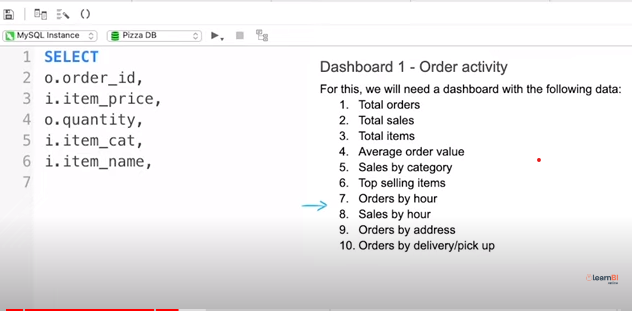 MySQL Instance
Pizza DB
1 SELECT
2 o.order_id,
3 i.item_price,
4 o.quantity,
5 i.item_cat,
6 i.item_name,
7
Dashboard 1 - Order activity
For this, we will need a dashboard with the following data:
1. Total orders
2. Total sales
3. Total items
4. Average order value
5. Sales by category
6. Top selling items
7. Orders by hour
8. Sales by hour
9. Orders by address
10. Orders by delivery/pick up
learnBI